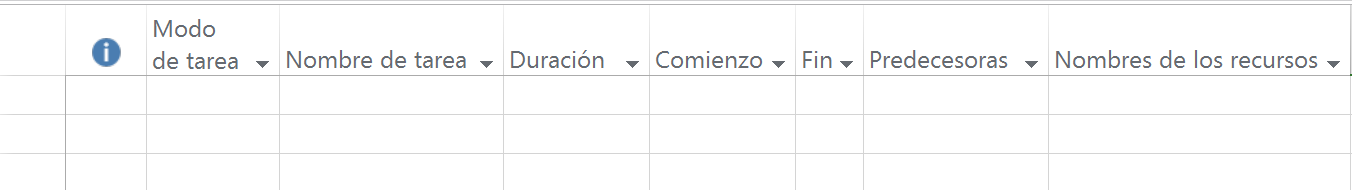 Modo
de tarea
Nombre de tarea
Duración
Comienzo
Fin
Predecesoras
Nombres de los recursos